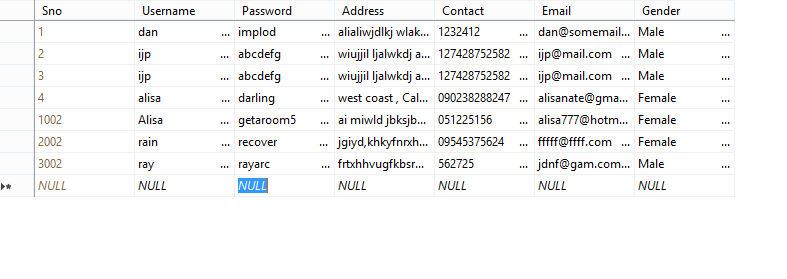 Sno Username Password Address Contact Email Gender
1 dan ... implod ... alialiwjdlkj wlak... 1232412 ... dan@somemail... Male ...
2 ijp ... abcdefg ... wiujjil ljalwkdj a... 127428752582 ... ijp@mail.com ... Male ...
3 ijp ... abcdefg ... wiujjil ljalwkdj a... 127428752582 ... ijp@mail.com ... Male ...
4 alisa ... darling ... west coast , Cal... 090238288247 ... alisanate@gma... Female ...
1002 Alisa ... getaroom5 ... ai miwld jbksjb... 051225156 ... alisa777@hotm... Female ...
2002 rain ... recover ... jgiyd,khkyfnrxh... 09545375624 ... fffff@ffff.com ... Female ...
3002 ray ... rayarc ... frtxhhvugfkbsr... 562725 ... jdnf@gam.com... Male ...
NULL NULL NULL NULL NULL NULL NULL